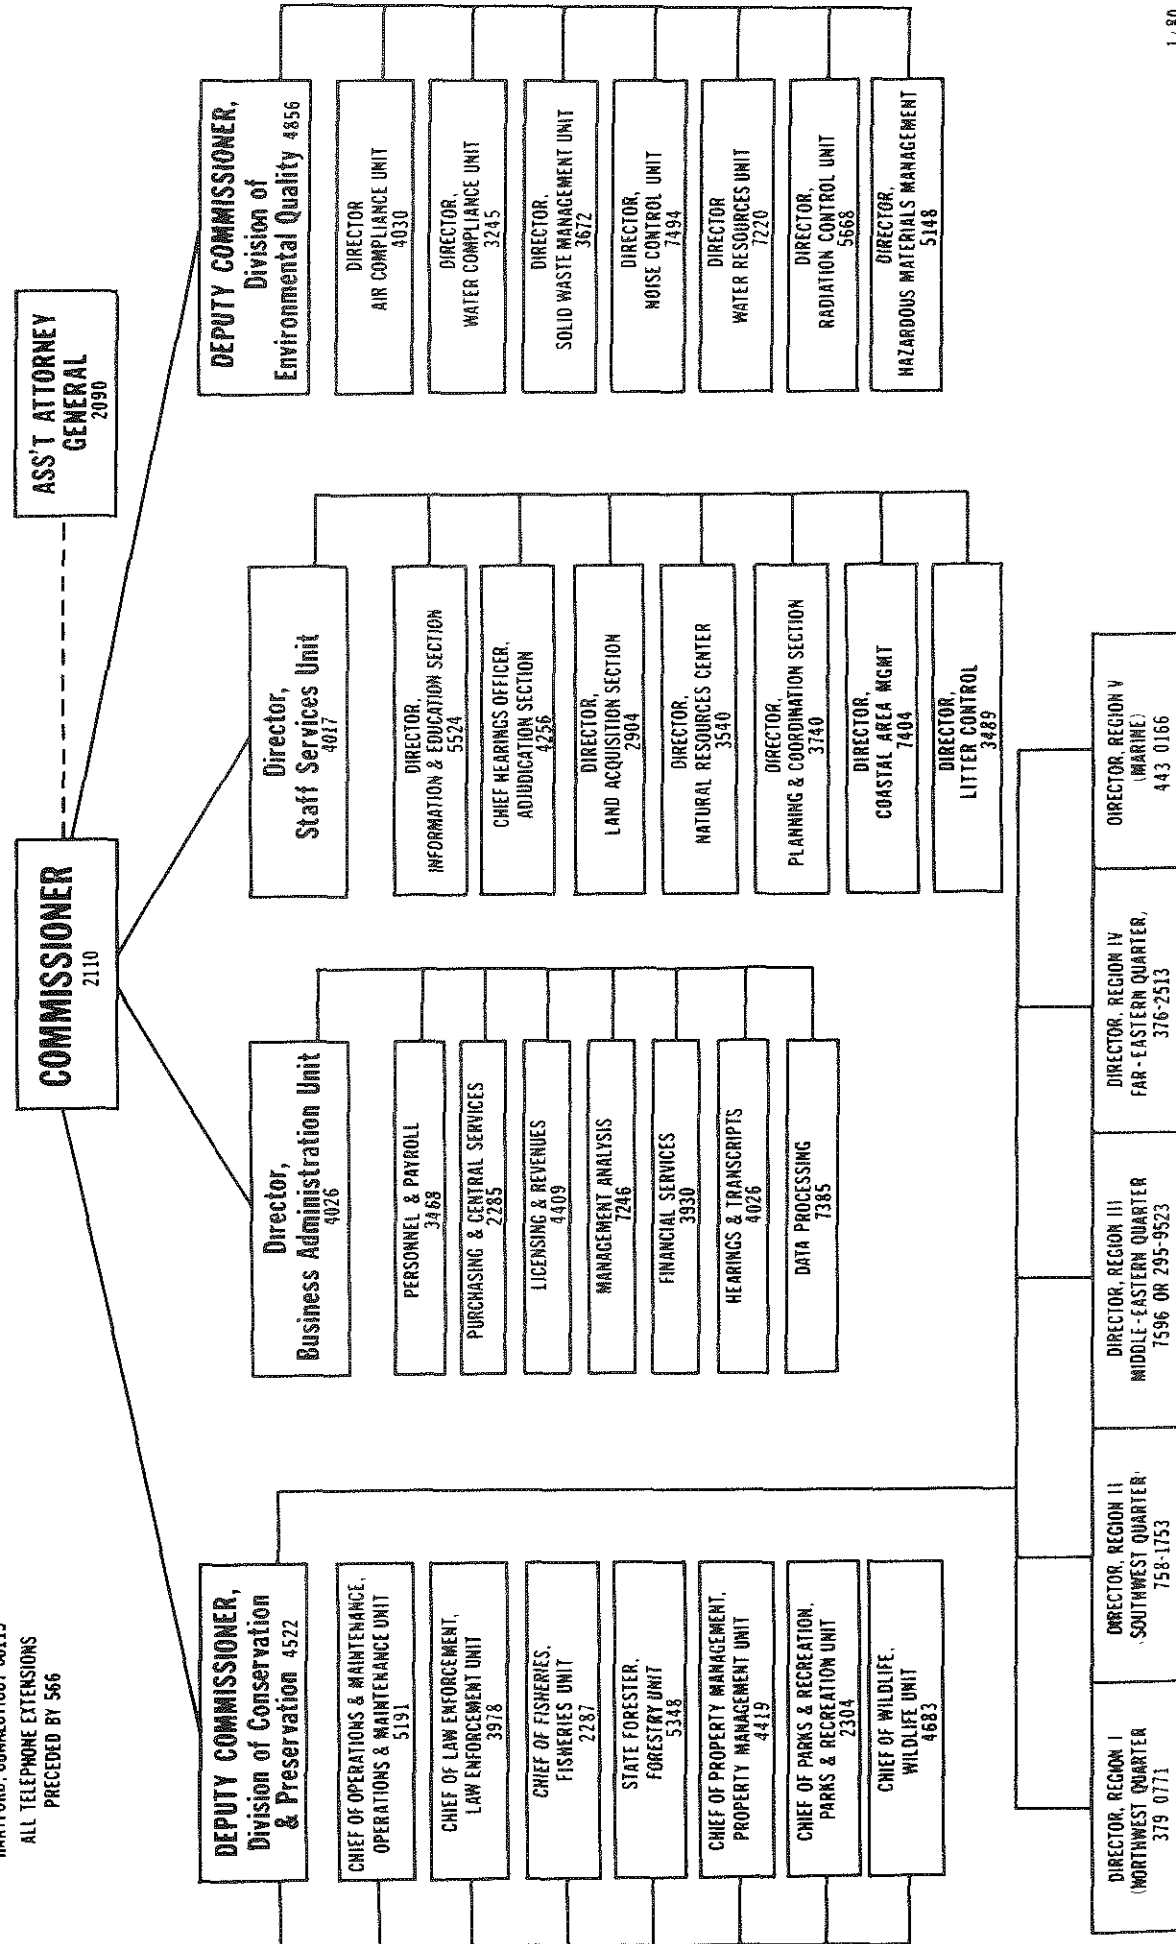 HARTFORD, CONNECTICUT 06115
ALL TELEPHONE EXTENSIONS
PRECEDED BY 566
COMMISSIONER
2110
ASS'T ATTORNEY
GENERAL
2090
DEPUTY COMMISSIONER,
Division of Conservation
& Preservation 4522
CHIEF OF OPERATIONS & MAINTENANCE,
OPERATIONS & MAINTENANCE UNIT
5191
CHIEF OF LAW ENFORCEMENT,
LAW ENFORCEMENT UNIT
3978
CHIEF OF FISHERIES,
FISHERIES UNIT
2287
STATE FORESTER,
FORESTRY UNIT
5348
CHIEF OF PROPERTY MANAGEMENT,
PROPERTY MANAGEMENT UNIT
4419
CHIEF OF PARKS & RECREATION,
PARKS & RECREATION UNIT
2304
CHIEF OF WILDLIFE,
WILDLIFE UNIT
4683
Director,
Business Administration Unit
4026
PERSONNEL & PAYROLL
3468
PURCHASING & CENTRAL SERVICES
2285
LICENSING & REVENUES
4409
MANAGEMENT ANALYSIS
7246
FINANCIAL SERVICES
3930
HEARINGS & TRANSCRIPTS
4026
DATA PROCESSING
7385
Director,
Staff Services Unit
4017
DIRECTOR,
INFORMATION & EDUCATION SECTION
5524
CHIEF HEARINGS OFFICER,
ADJUDICATION SECTION
4256
DIRECTOR,
LAND ACQUISITION SECTION
2904
DIRECTOR,
NATURAL RESOURCES CENTER
3540
DIRECTOR,
PLANNING & COORDINATION SECTION
3740
DIRECTOR,
COASTAL AREA MGMT
7404
DIRECTOR,
LITTER CONTROL
3489
DEPUTY COMMISSIONER,
Division of
Environmental Quality 4856
DIRECTOR
AIR COMPLIANCE UNIT
4030
DIRECTOR,
WATER COMPLIANCE UNIT
3245
DIRECTOR,
SOLID WASTE MANAGEMENT UNIT
3672
DIRECTOR,
NOISE CONTROL UNIT
7494
DIRECTOR
WATER RESOURCES UNIT
7220
DIRECTOR,
RADIATION CONTROL UNIT
5668
DIRECTOR,
HAZARDOUS MATERIALS MANAGEMENT
5148
DIRECTOR, REGION I
(NORTHWEST QUARTER
379 0771
DIRECTOR, REGION II
SOUTHWEST QUARTER
758-1753
DIRECTOR, REGION III
MIDDLE-EASTERN QUARTER
7596 OR 295-9523
DIRECTOR, REGION IV
FAR-EASTERN QUARTER,
376-2513
DIRECTOR, REGION V
(MARINE)
443 0166
1/80